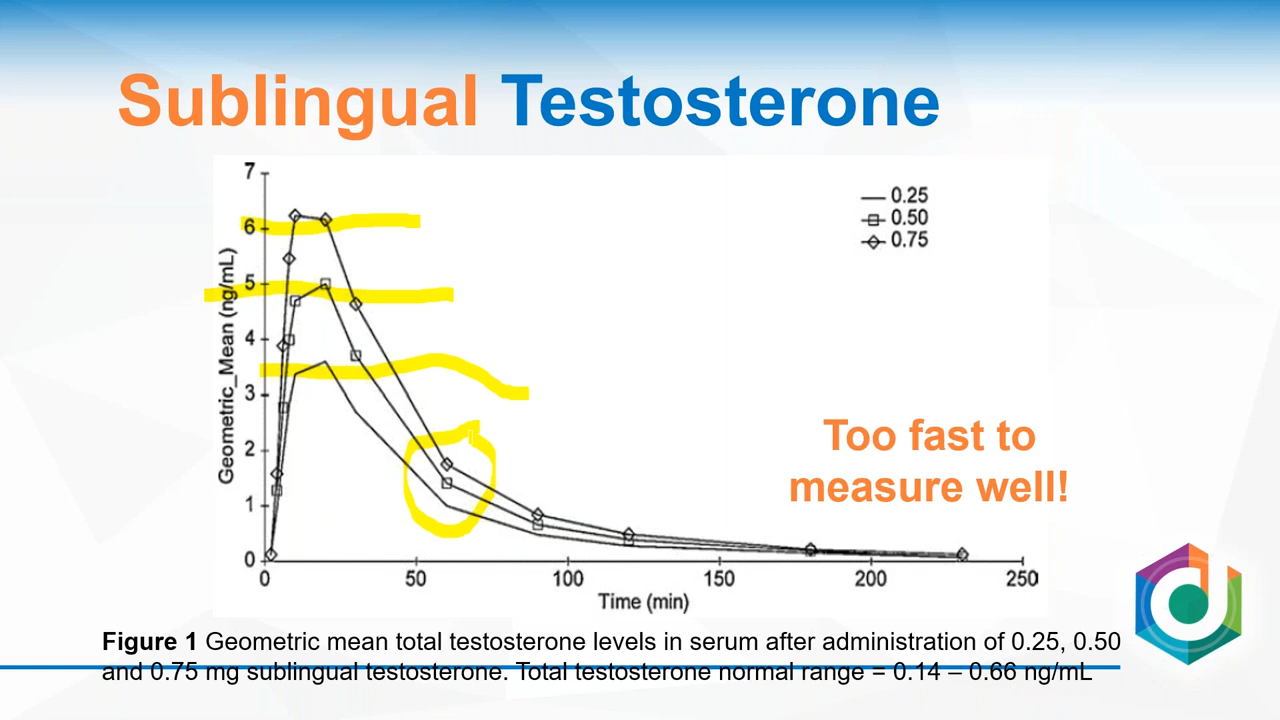 Sublingual Testosterone
7
6
5
4
3
2
1
0
Geometric_Mean (ng/mL)
0.25
0.50
0.75
Too fast to
measure well!
0 50 100 150 200 250
Time (min)
Figure 1 Geometric mean total testosterone levels in serum after administration of 0.25, 0.50
and 0.75 mg sublingual testosterone. Total testosterone normal range = 0.14 – 0.66 ng/mL